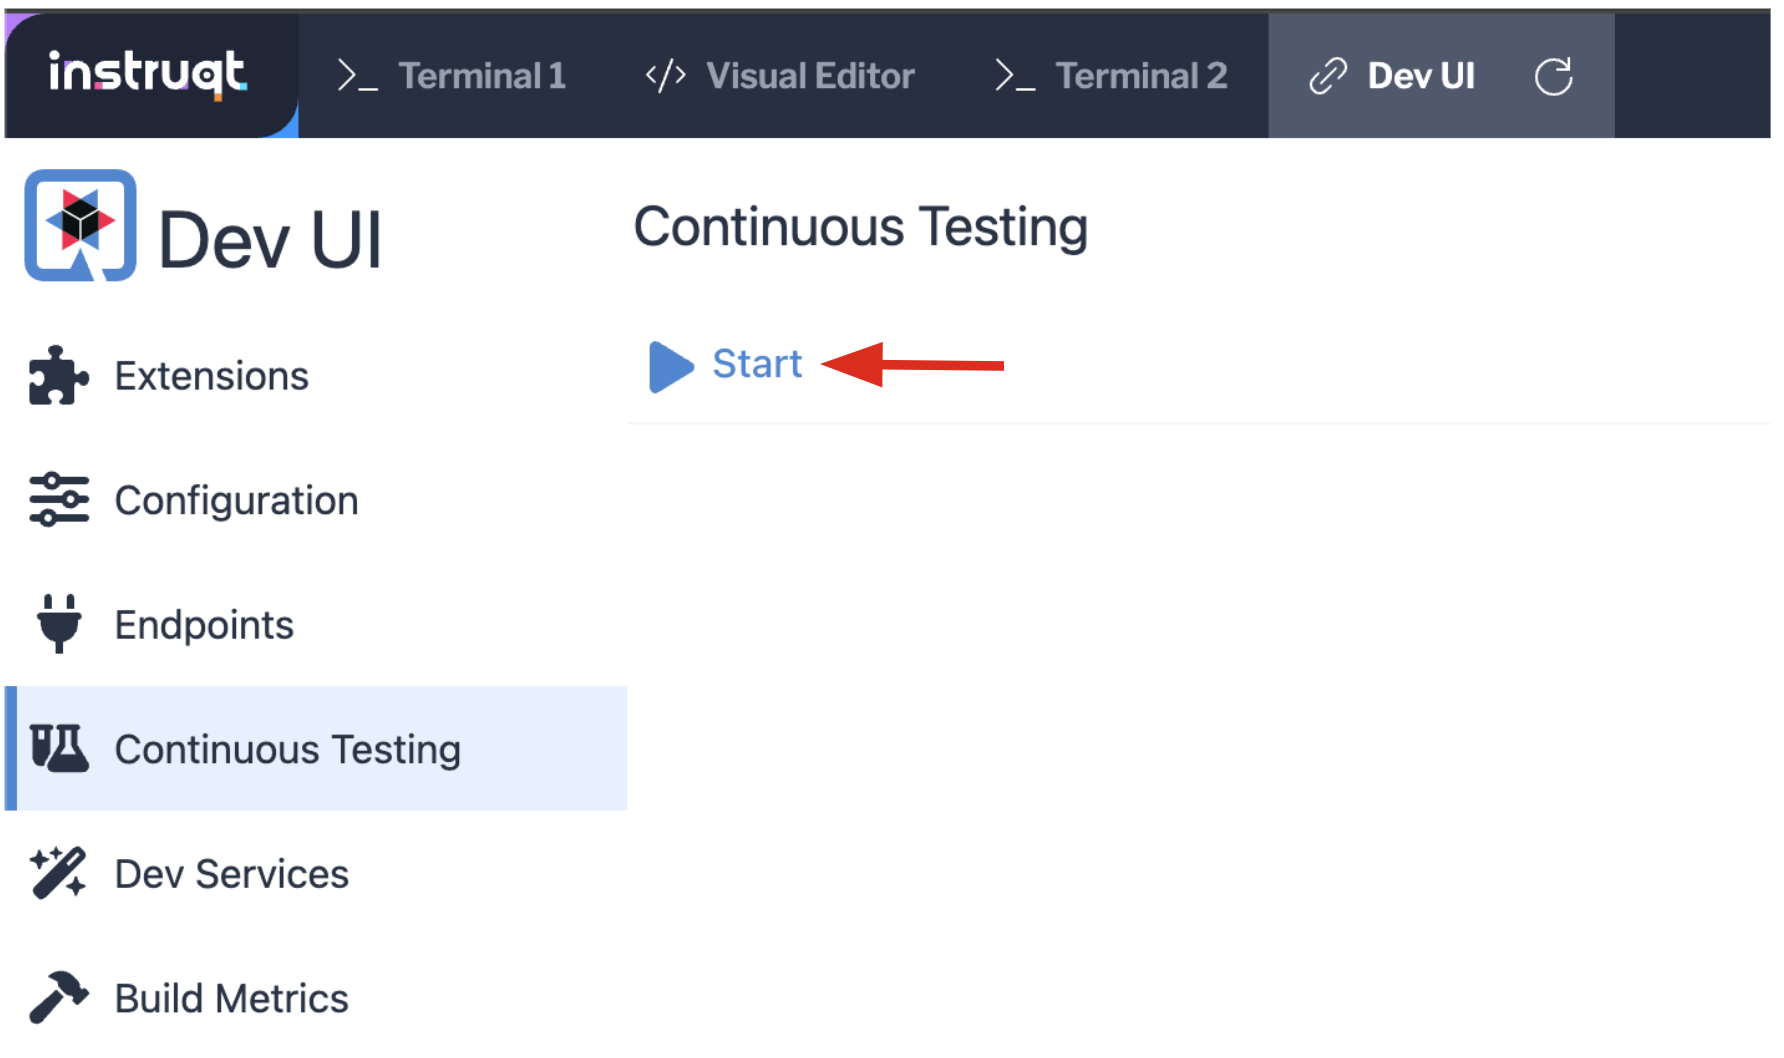 instruqt
>_ Terminal 1
</> Visual Editor
>_ Terminal 2
Dev UI
Dev UI
Continuous Testing
Start
Extensions
Configuration
Endpoints
Continuous Testing
Dev Services
Build Metrics